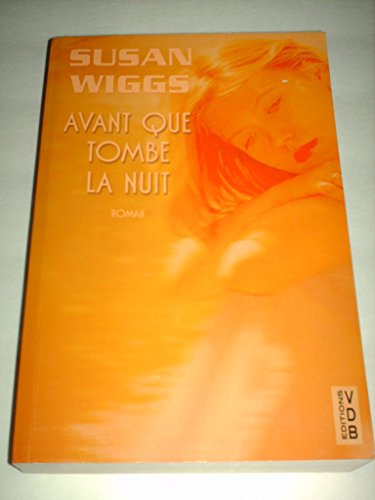 SUSAN
WIGGS
AVANT QUE
TOMBE
LA NUIT
ROMAN
EDITIONS
VDB